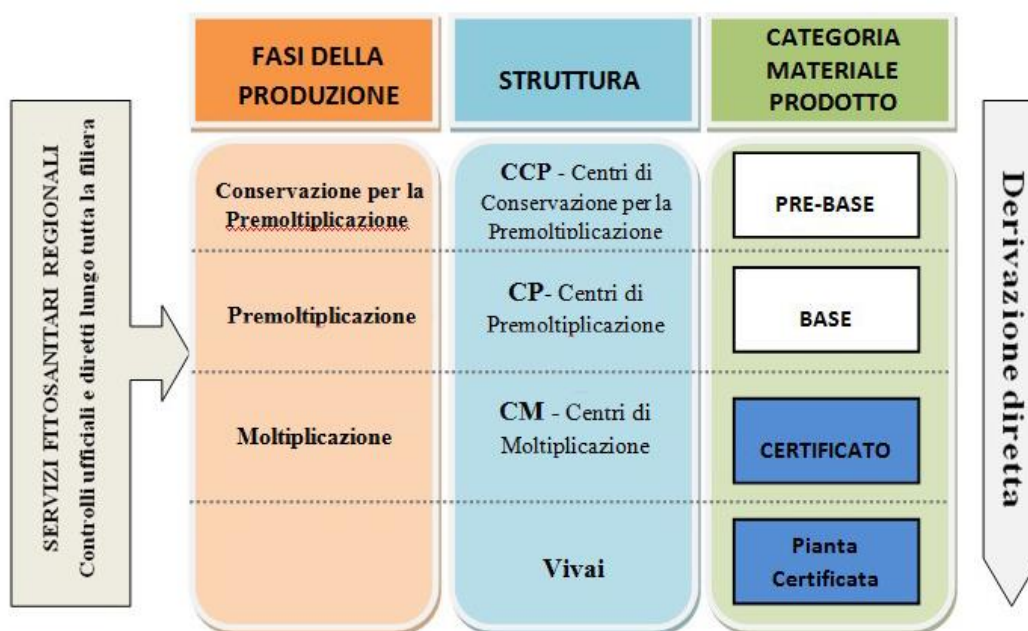 SERVIZI FITOSANITARI REGIONALI
Controlli ufficiali e diretti lungo tutta la filiera
FASI DELLA
PRODUZIONE
STRUTTURA
CATEGORIA
MATERIALE
PRODOTTO
Conservazione per la
Premoltiplicazione
CCP - Centri di
Conservazione per la
Premoltiplicazione
PRE-BASE
Premoltiplicazione
CP- Centri di
Premoltiplicazione
BASE
Moltiplicazione
CM - Centri di
Moltiplicazione
CERTIFICATO
Vivai
Pianta
Certificata
Derivazione diretta